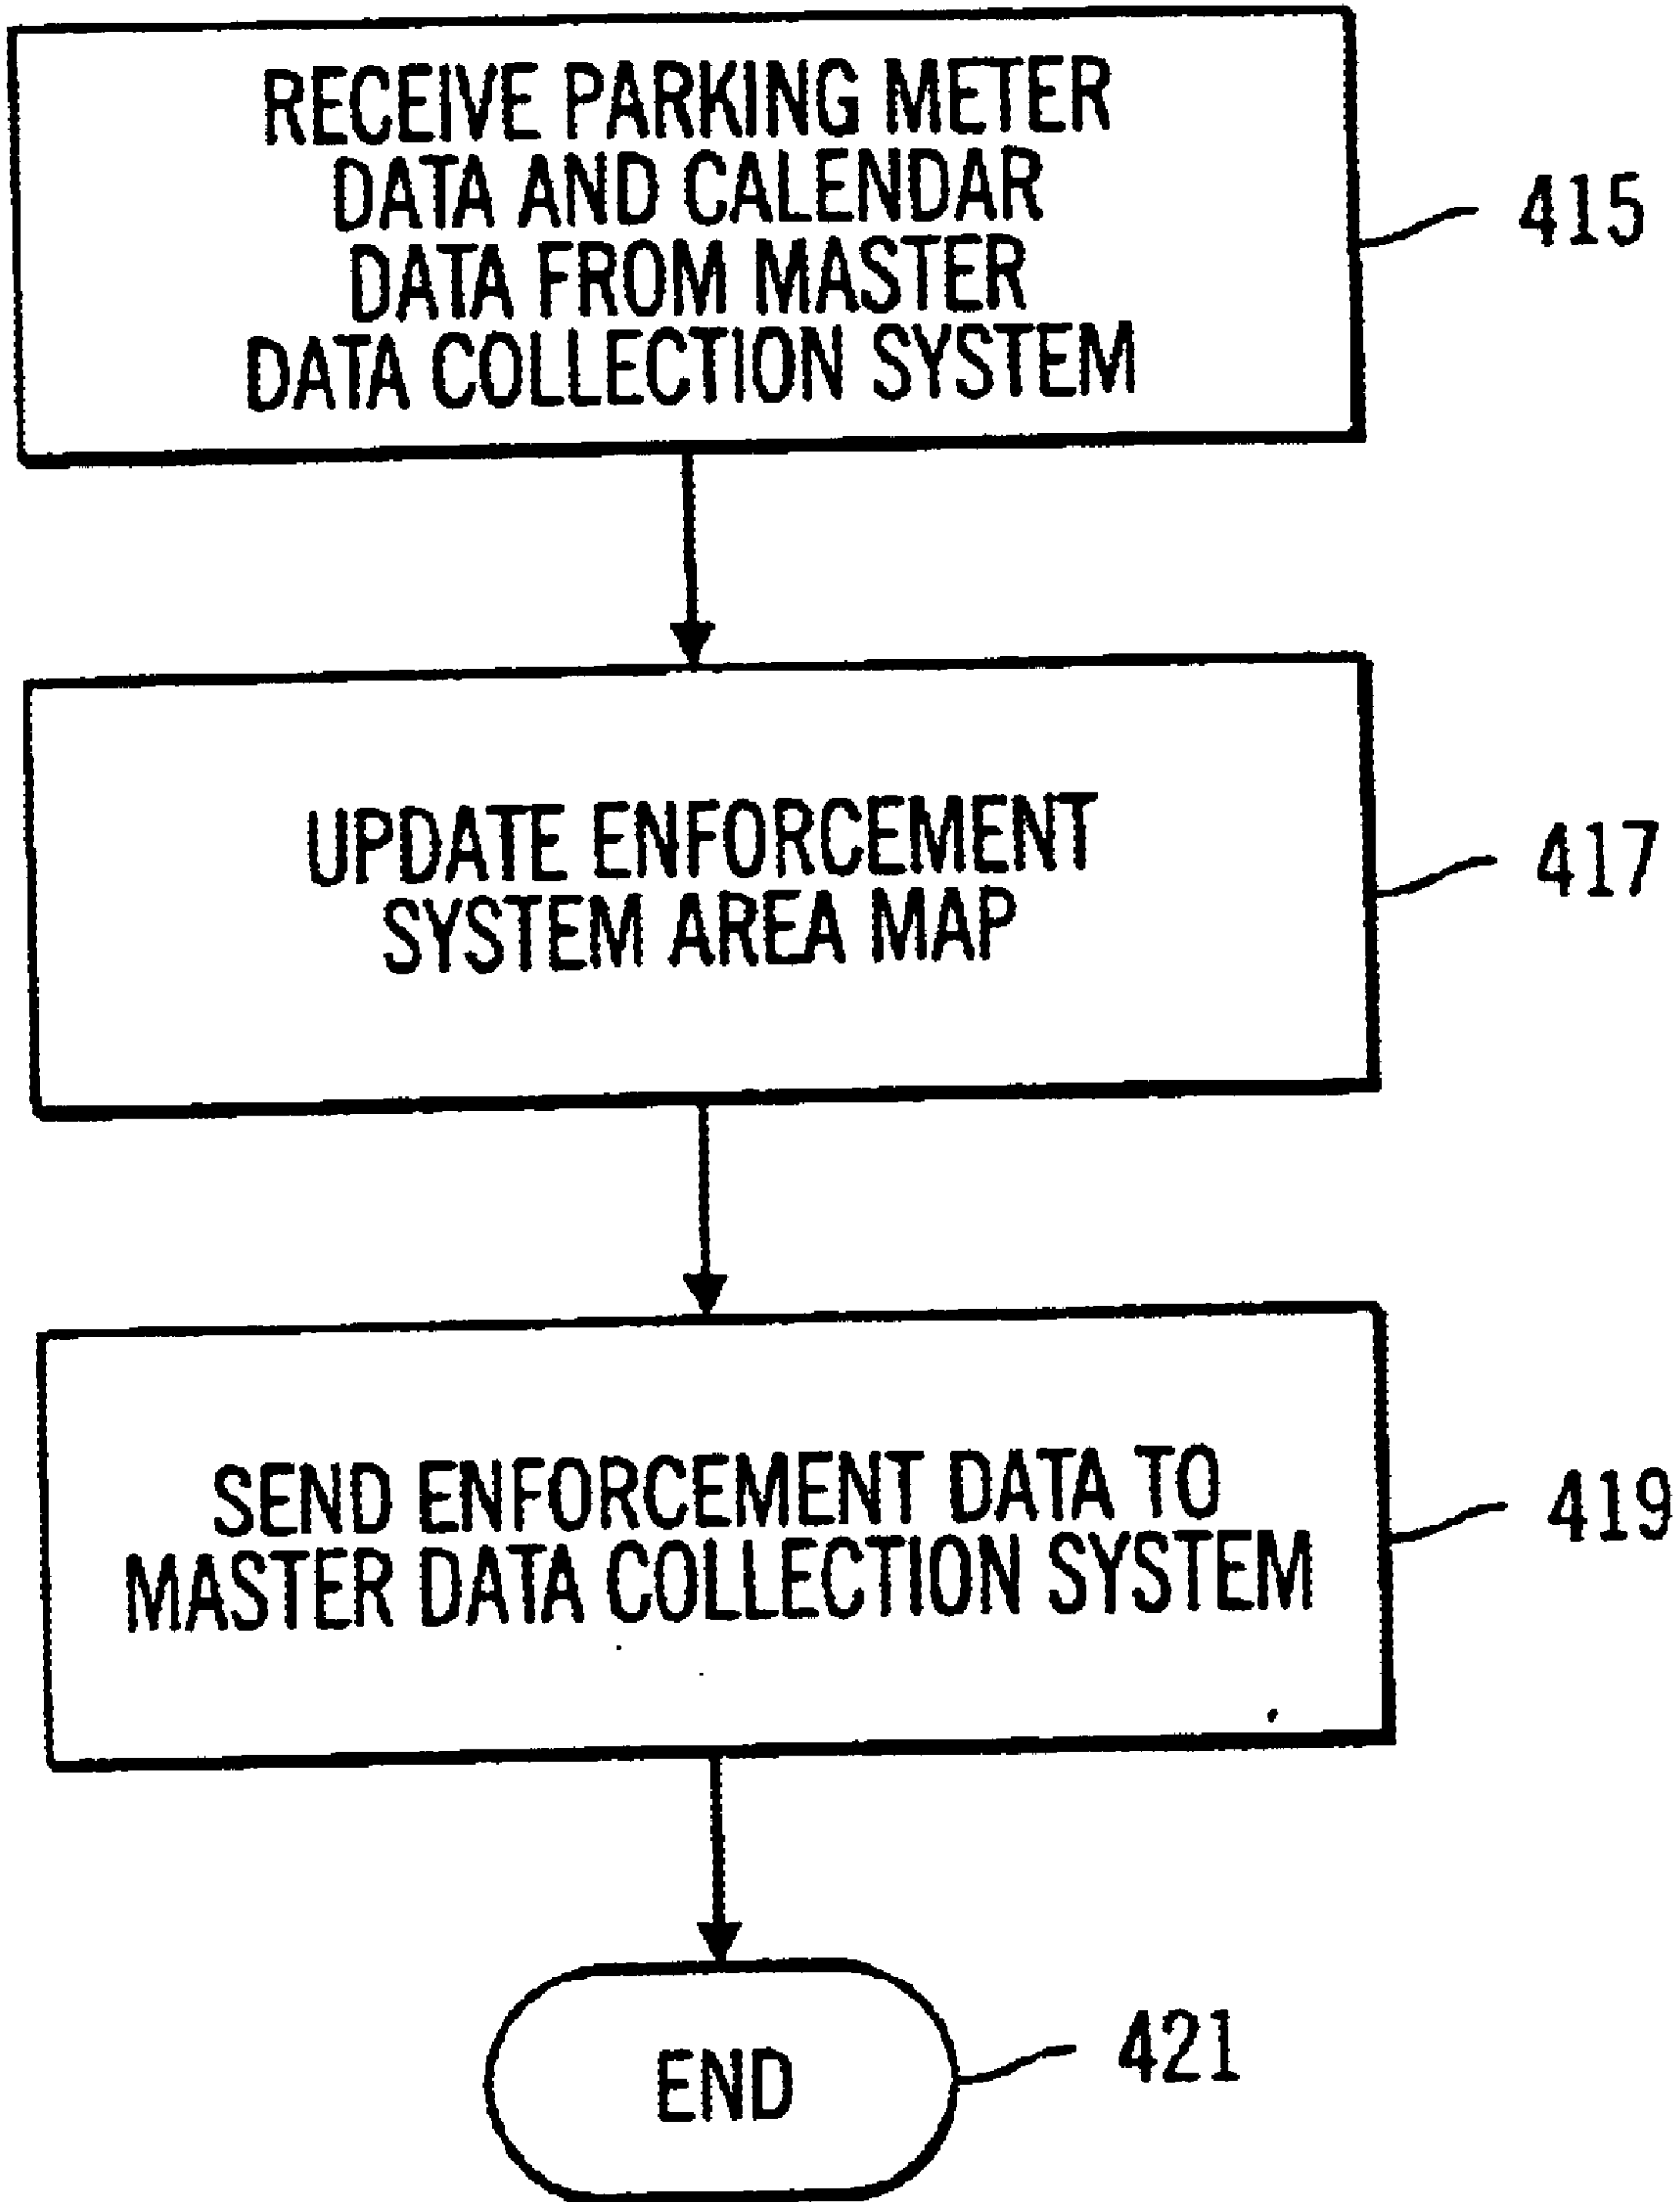 RECEIVE PARKING METER
DATA AND CALENDAR
DATA FROM MASTER
DATA COLLECTION SYSTEM
415
UPDATE ENFORCEMENT
SYSTEM AREA MAP
417
SEND ENFORCEMENT DATA TO
MASTER DATA COLLECTION SYSTEM
419
END
421